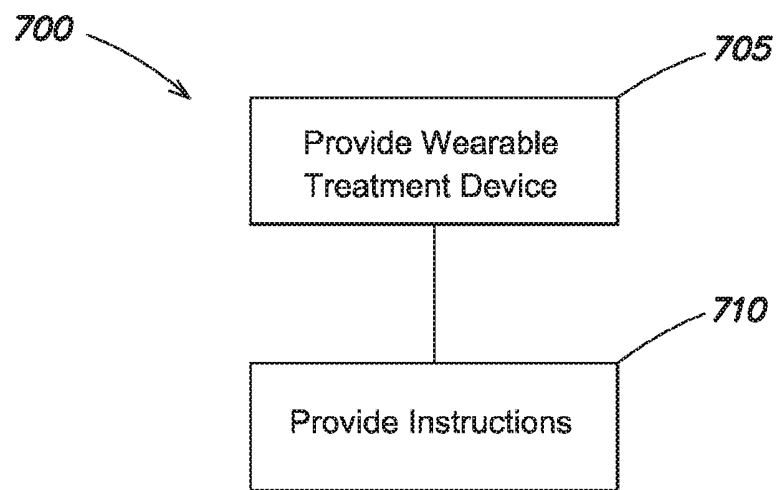 700
705
Provide Wearable
Treatment Device
710
Provide Instructions